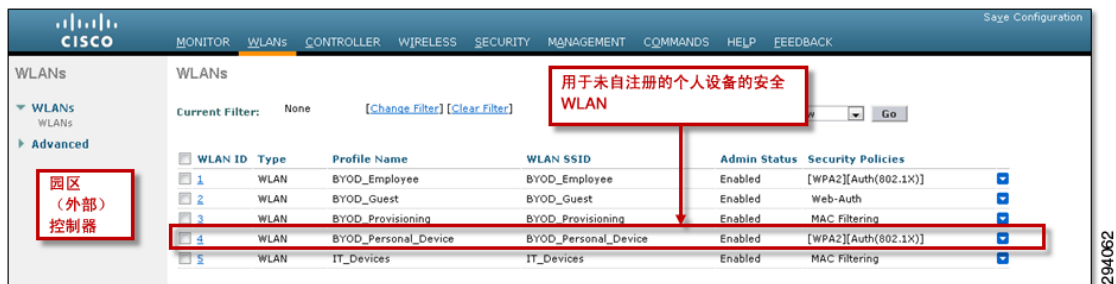 Save Configuration
CISCO
MONITOR WLANs CONTROLLER WIRELESS SECURITY MANAGEMENT COMMANDS HELP FEEDBACK
WLANs
WLANs
WLANs
Advanced
园区
（外部）
控制器
WLANs
用于未自注册的个人设备的安全
WLAN
Current Filter: None [Change Filter] [Clear Filter]
Go
WLAN ID Type Profile Name WLAN SSID Admin Status Security Policies
1 WLAN BYOD_Employee BYOD_Employee Enabled [WPA2][Auth(802.1X)]
2 WLAN BYOD_Guest BYOD_Guest Enabled Web-Auth
3 WLAN BYOD_Provisioning BYOD_Provisioning Enabled MAC Filtering
4 WLAN BYOD_Personal_Device BYOD_Personal_Device Enabled [WPA2][Auth(802.1X)]
5 WLAN IT_Devices IT_Devices Enabled MAC Filtering
294062